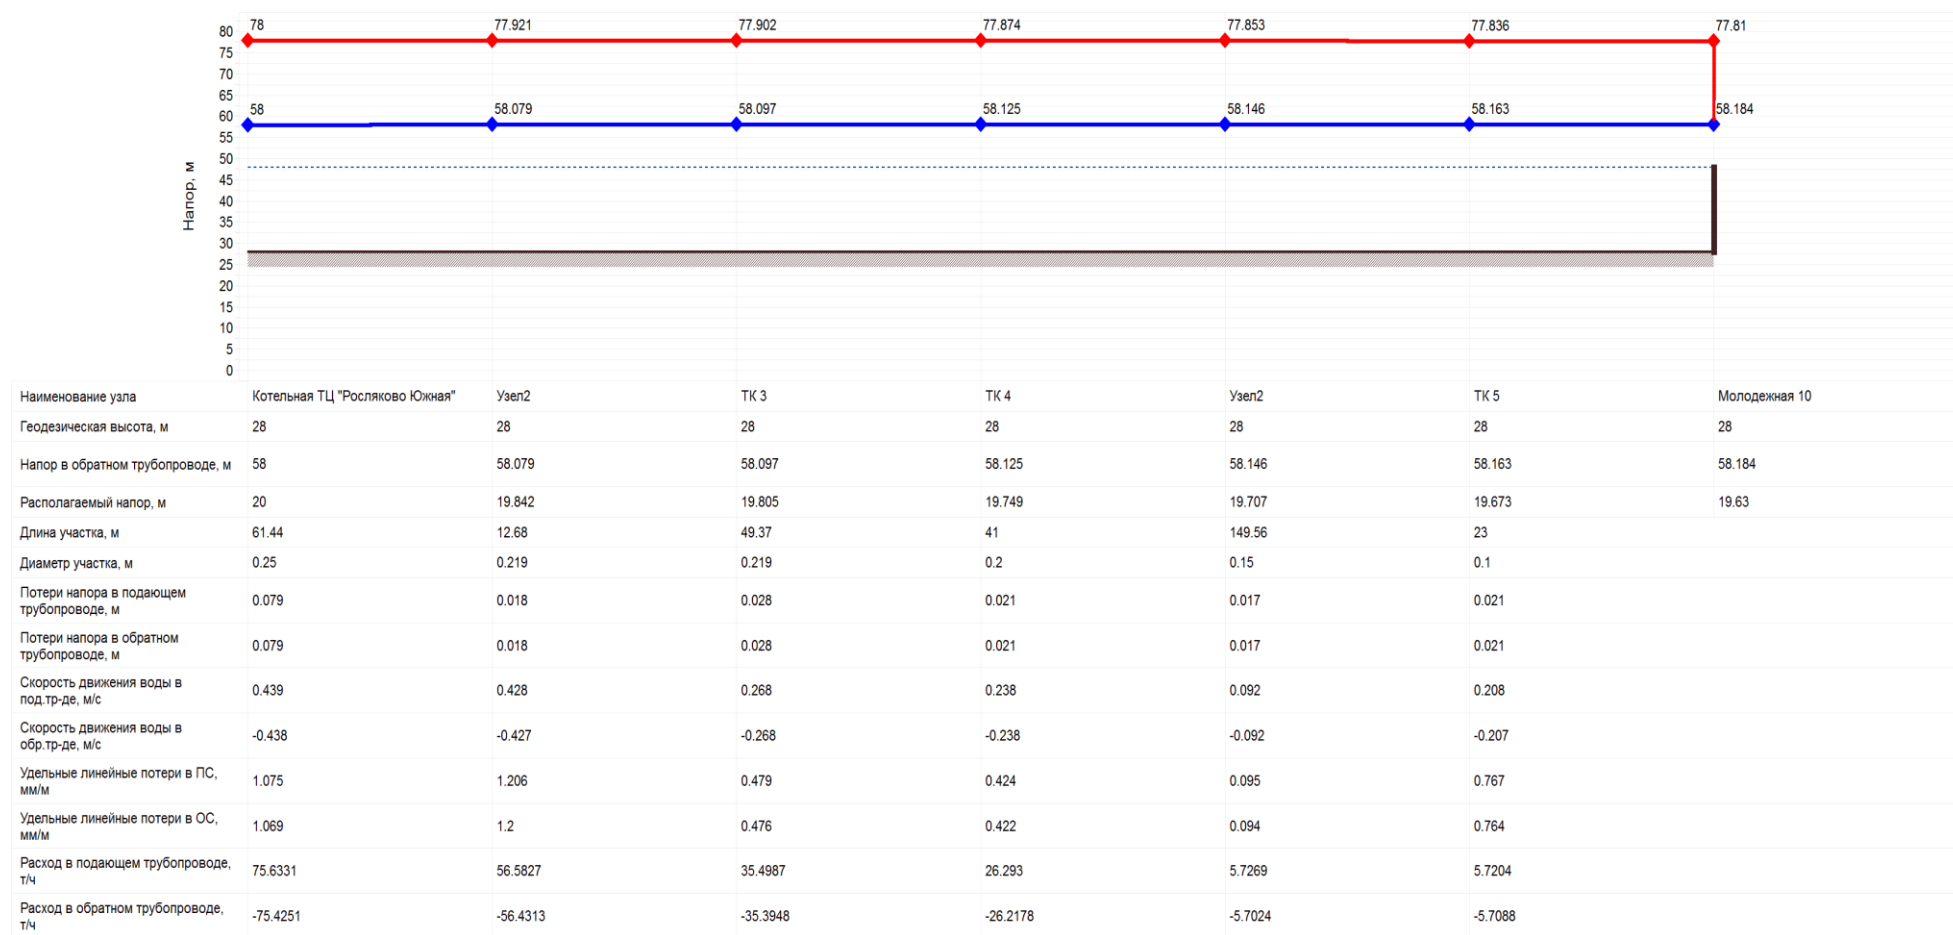 78 77.921 77.902 77.874 77.853 77.836 77.81
80
75
70
65
60
58 58.079 58.097 58.125 58.146 58.163 58.184
55
50
45
40
35
30
25
20
15
10
5
0
Напор, м
Наименование узла Котельная ТЦ "Росляково Южная" Узел2 ТК 3 ТК 4 Узел2 ТК 5 Молодежная 10
Геодезическая высота, м 28 28 28 28 28 28 28
Напор в обратном трубопроводе, м 58 58.079 58.097 58.125 58.146 58.163 58.184
Располагаемый напор, м 20 19.842 19.805 19.749 19.707 19.673 19.63
Длина участка, м 61.44 12.68 49.37 41 149.56 23
Диаметр участка, м 0.25 0.219 0.219 0.2 0.15 0.1
Потери напора в подающем
трубопроводе, м 0.079 0.018 0.028 0.021 0.017 0.021
Потери напора в обратном
трубопроводе, м 0.079 0.018 0.028 0.021 0.017 0.021
Скорость движения воды в
под.тр-де, м/с 0.439 0.428 0.268 0.238 0.092 0.208
Скорость движения воды в
обр.тр-де, м/с -0.438 -0.427 -0.268 -0.238 -0.092 -0.207
Удельные линейные потери в ПС,
мм/м 1.075 1.206 0.479 0.424 0.095 0.767
Удельные линейные потери в ОС,
мм/м 1.069 1.2 0.476 0.422 0.094 0.764
Расход в подающем трубопроводе,
т/ч 75.6331 56.5827 35.4987 26.293 5.7269 5.7204
Расход в обратном трубопроводе,
т/ч -75.4251 -56.4313 -35.3948 -26.2178 -5.7024 -5.7088